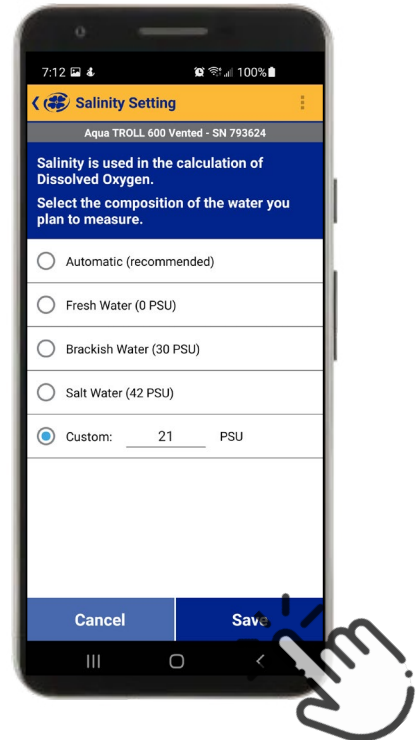 7:12 100%
Salinity Setting
Aqua TROLL 600 Vented - SN 793624
Salinity is used in the calculation of
Dissolved Oxygen.
Select the composition of the water you
plan to measure.
Automatic (recommended)
Fresh Water (0 PSU)
Brackish Water (30 PSU)
Salt Water (42 PSU)
Custom: 21 PSU
Cancel Save